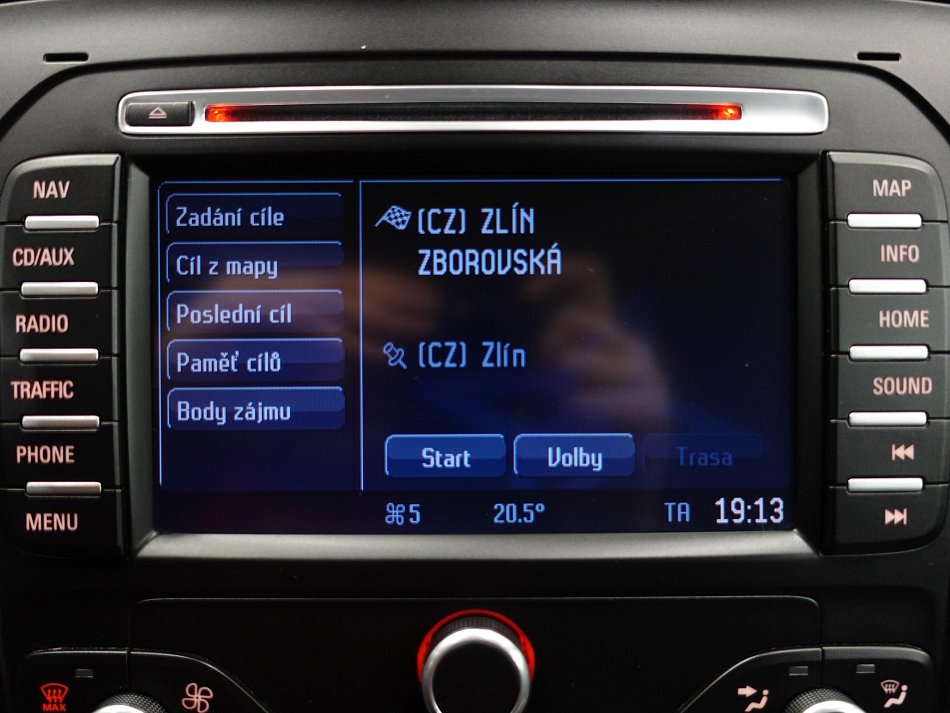 NAV
CD/AUX
RADIO
TRAFFIC
PHONE
MENU
Zadání cíle
Cíl z mapy
Poslední cíl
Paměť cílů
Body zájmu
(CZ) ZLÍN
ZBOROVSKÁ
(CZ) Zlín
Start Volby Trasa
5 20.5° TA 19:13
MAP
INFO
HOME
SOUND
MAX